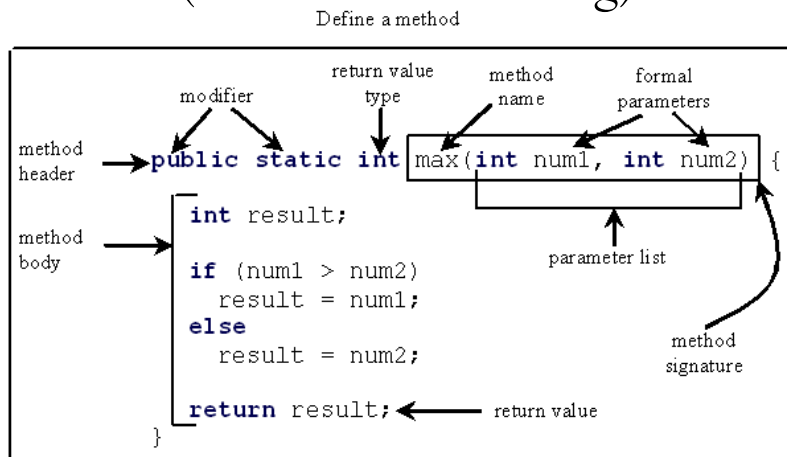 Define a method
return value
type
method
name
formal
parameters
modifier
method
header
public static int max(int num1, int num2) {
int result;
method
body
if (num1 > num2)
result = num1;
else
result = num2;
parameter list
method
signature
return result;
return value
}